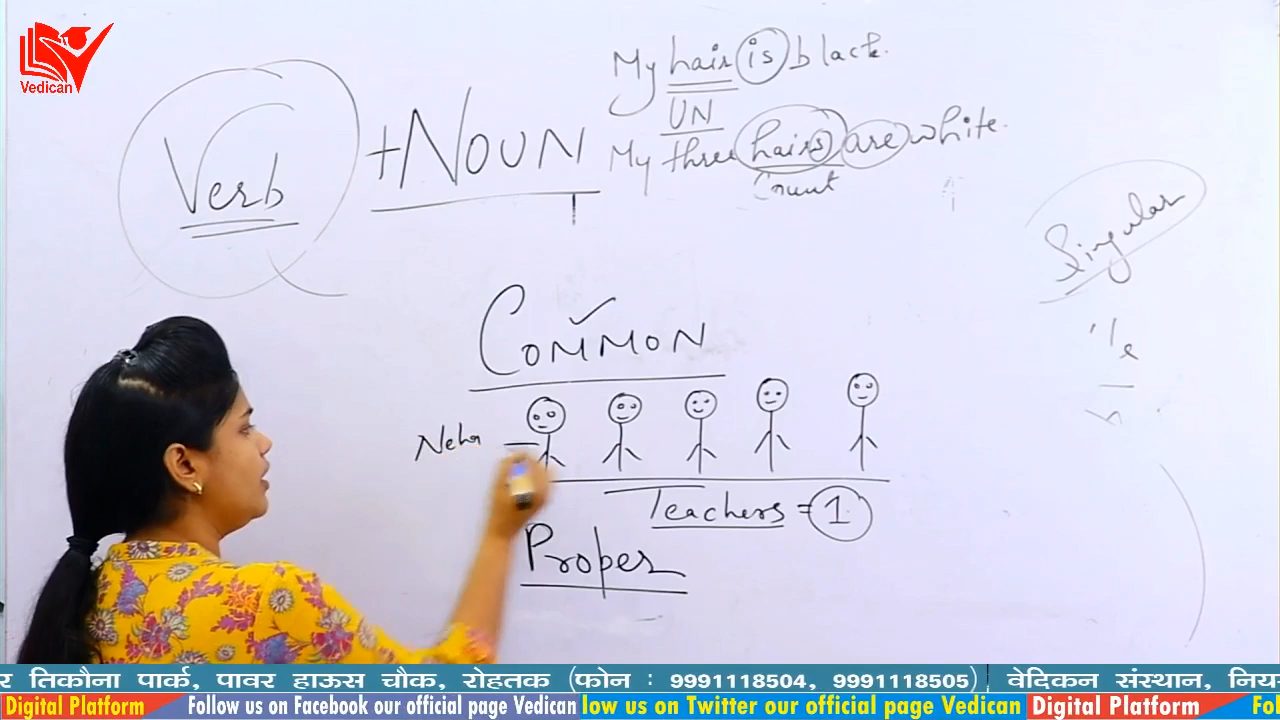 Vedican
My hair is black.
UN
Verb + NOUN
My three hairs are white.
Count
Singular
COMMON
Neha
Teachers = 1
Proper
र तिकौना पार्क, पावर हाऊस चौक, रोहतक (फोन : 9991118504, 9991118505) वेदिकन संस्थान, निय
Digital Platform Follow us on Facebook our official page Vedican low us on Twitter our official page Vedican Digital Platform Fol